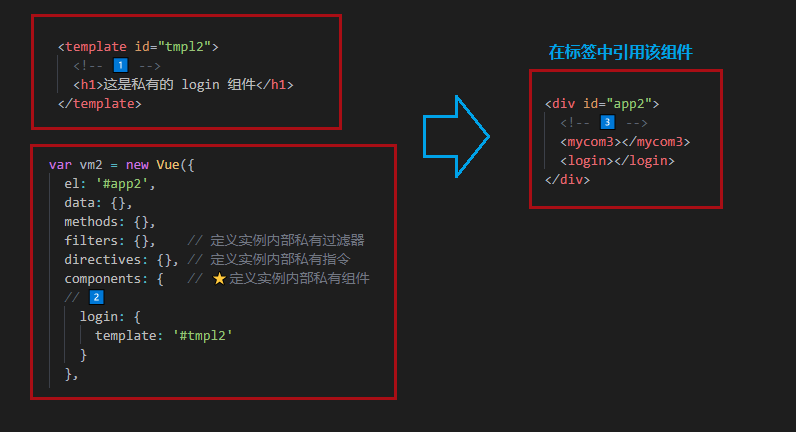 <template id="tmpl2">
<!-- 1️⃣ -->
<h1>这是私有的 login 组件</h1>
</template>
var vm2 = new Vue({
el: '#app2',
data: {},
methods: {},
filters: {}, // 定义实例内部私有过滤器
directives: {}, // 定义实例内部私有指令
components: { // ⭐定义实例内部私有组件
// 2️⃣
login: {
template: '#tmpl2'
}
},
在标签中引用该组件
<div id="app2">
<!-- 3️⃣ -->
<mycom3></mycom3>
<login></login>
</div>